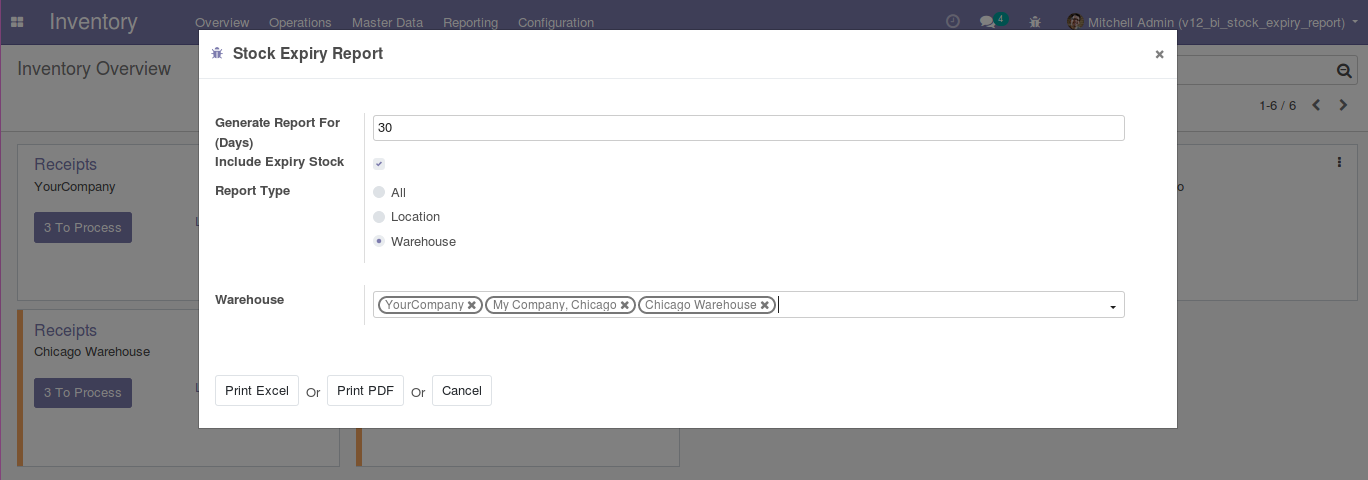 Inventory Overview Operations Master Data Reporting Configuration 4 Mitchell Admin (v12_bi_stock_expiry_report)
Inventory Overview
1-6 / 6
Stock Expiry Report
Generate Report For
(Days)
30
Include Expiry Stock
Report Type
All
Location
Warehouse
Warehouse
YourCompany My Company, Chicago Chicago Warehouse
Print Excel Or Print PDF Or Cancel
Receipts
YourCompany
3 To Process
Receipts
Chicago Warehouse
3 To Process